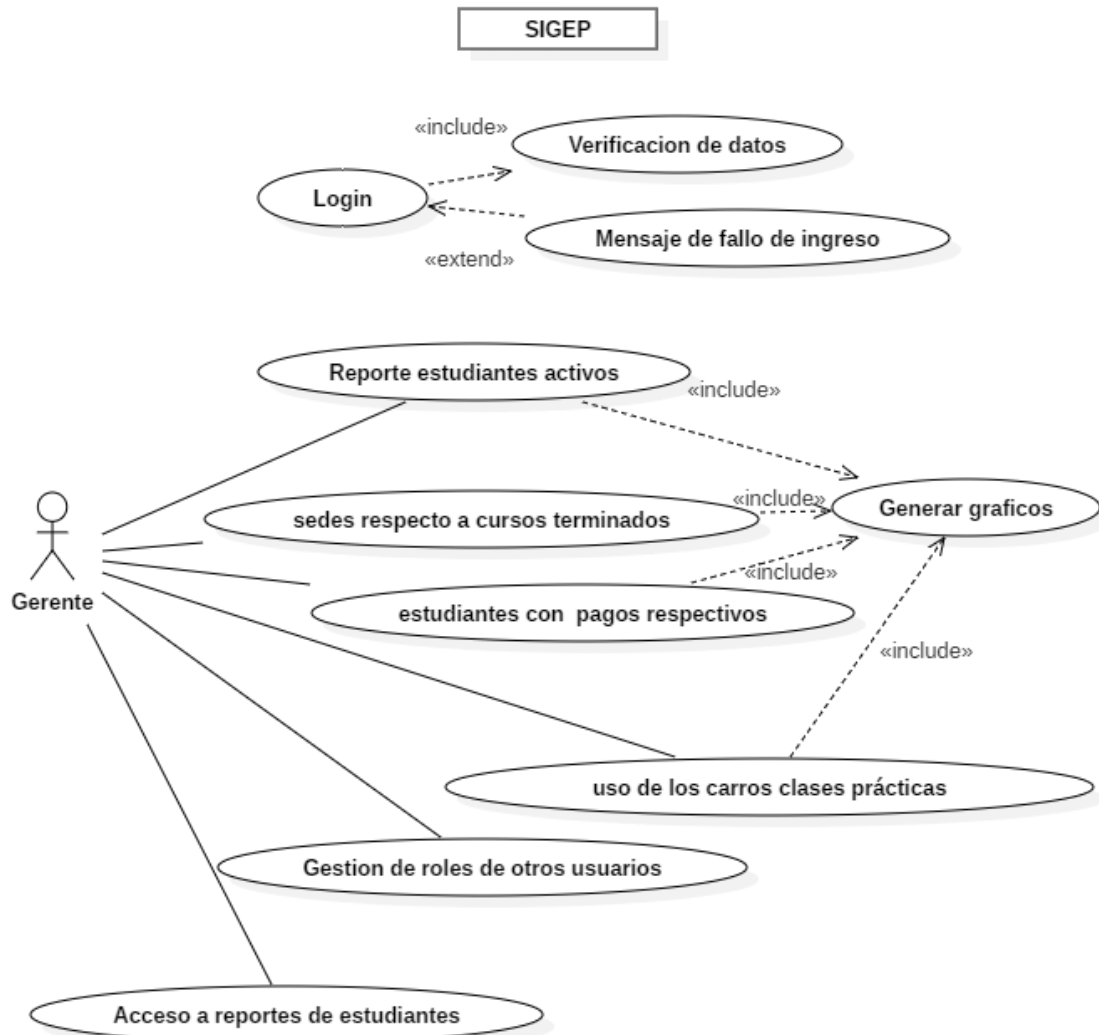 SIGEP
«include»
Verificacion de datos
Login
Mensaje de fallo de ingreso
«extend»
Reporte estudiantes activos
«include»
«include»
Generar graficos
sedes respecto a cursos terminados
«include»
Gerente
estudiantes con  pagos respectivos
«include»
uso de los carros clases prácticas
Gestion de roles de otros usuarios
Acceso a reportes de estudiantes